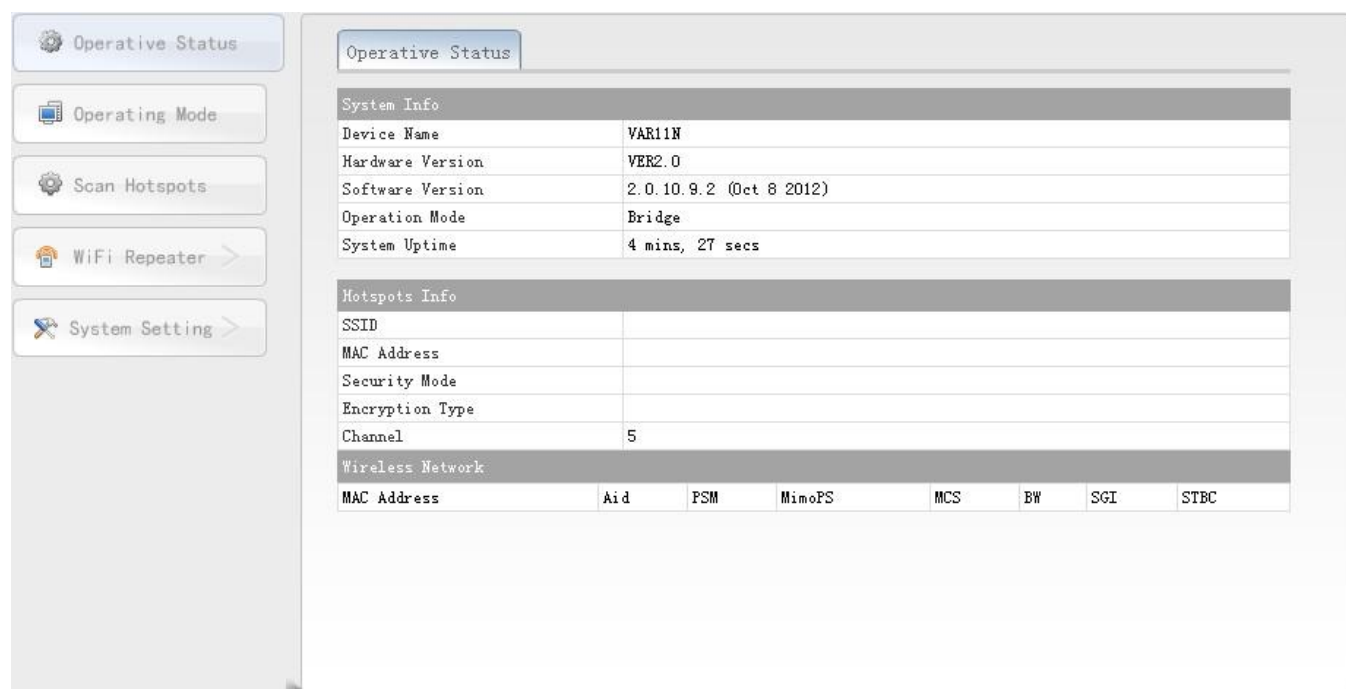 Operative Status
Operating Mode
Scan Hotspots
WiFi Repeater >
System Setting >
Operative Status
System Info
Device Name VAR11N
Hardware Version VER2.0
Software Version 2.0.10.9.2 (Oct 8 2012)
Operation Mode Bridge
System Uptime 4 mins, 27 secs
Hotspots Info
SSID
MAC Address
Security Mode
Encryption Type
Channel 5
Wireless Network
MAC Address Aid PSM MimoPS MCS BW SGI STBC